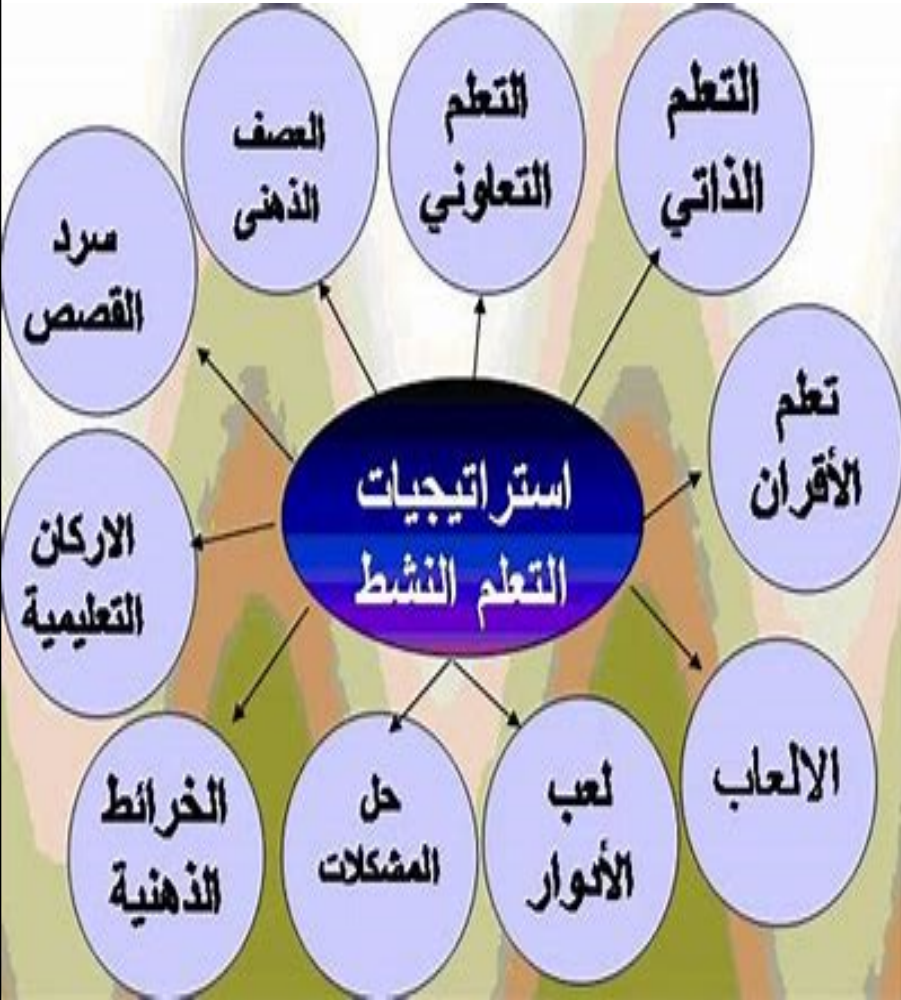 استراتيجيات
التعلم النشط
التعلم
الذاتي
التعلم
التعاوني
العصف
الذهنى
سرد
القصص
الاركان
التعليمية
الخرائط
الذهنية
حل
المشكلات
لعب
الأدوار
الالعاب
تعلم
الأقران